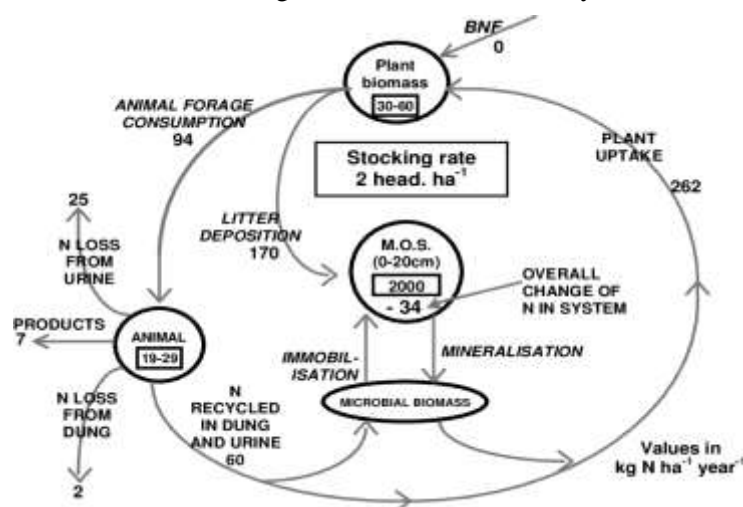 BNF
0
Plant
biomass
30-60
ANIMAL FORAGE
CONSUMPTION
94
PLANT
UPTAKE
262
Stocking rate
2 head. ha⁻¹
25
N LOSS
FROM
URINE
LITTER
DEPOSITION
170
M.O.S.
(0-20cm)
2000
- 34
OVERALL
CHANGE OF
N IN SYSTEM
PRODUCTS
7
ANIMAL
19-29
IMMOBIL-
ISATION
MINERALISATION
N LOSS
FROM
DUNG
2
N
RECYCLED
IN DUNG
AND URINE
60
MICROBIAL BIOMASS
Values in
kg N ha⁻¹ year⁻¹